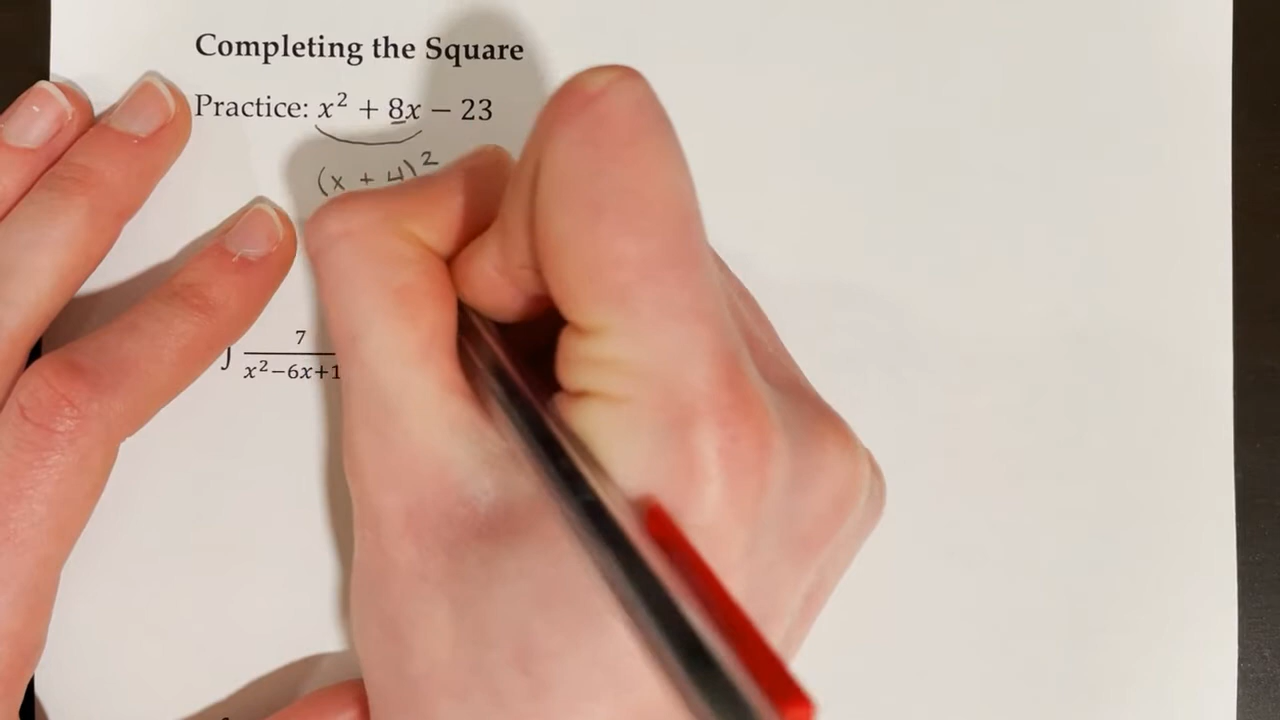 Completing the Square
Practice: x² + 8x − 23
(x + 4)²
∫ 7
x²−6x+1